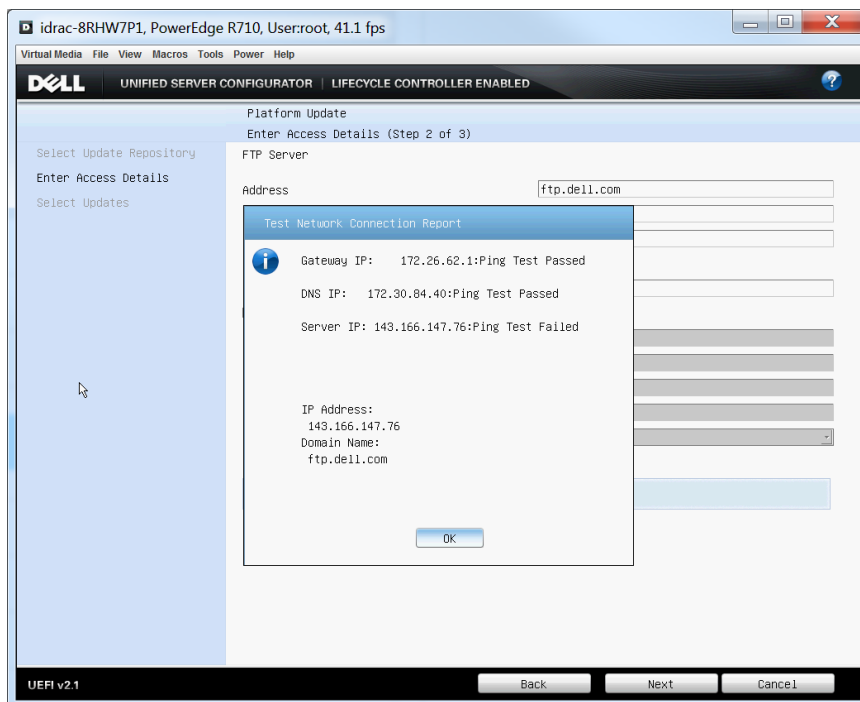 idrac-8RHW7P1, PowerEdge R710, User:root, 41.1 fps
Virtual Media File View Macros Tools Power Help
DELL UNIFIED SERVER CONFIGURATOR | LIFECYCLE CONTROLLER ENABLED ?
Platform Update
Enter Access Details (Step 2 of 3)
Select Update Repository
Enter Access Details
Select Updates
FTP Server
Address ftp.dell.com
Test Network Connection Report
Gateway IP: 172.26.62.1:Ping Test Passed
DNS IP: 172.30.84.40:Ping Test Passed
Server IP: 143.166.147.76:Ping Test Failed
IP Address:
143.166.147.76
Domain Name:
ftp.dell.com
OK
UEFI v2.1 Back Next Cancel